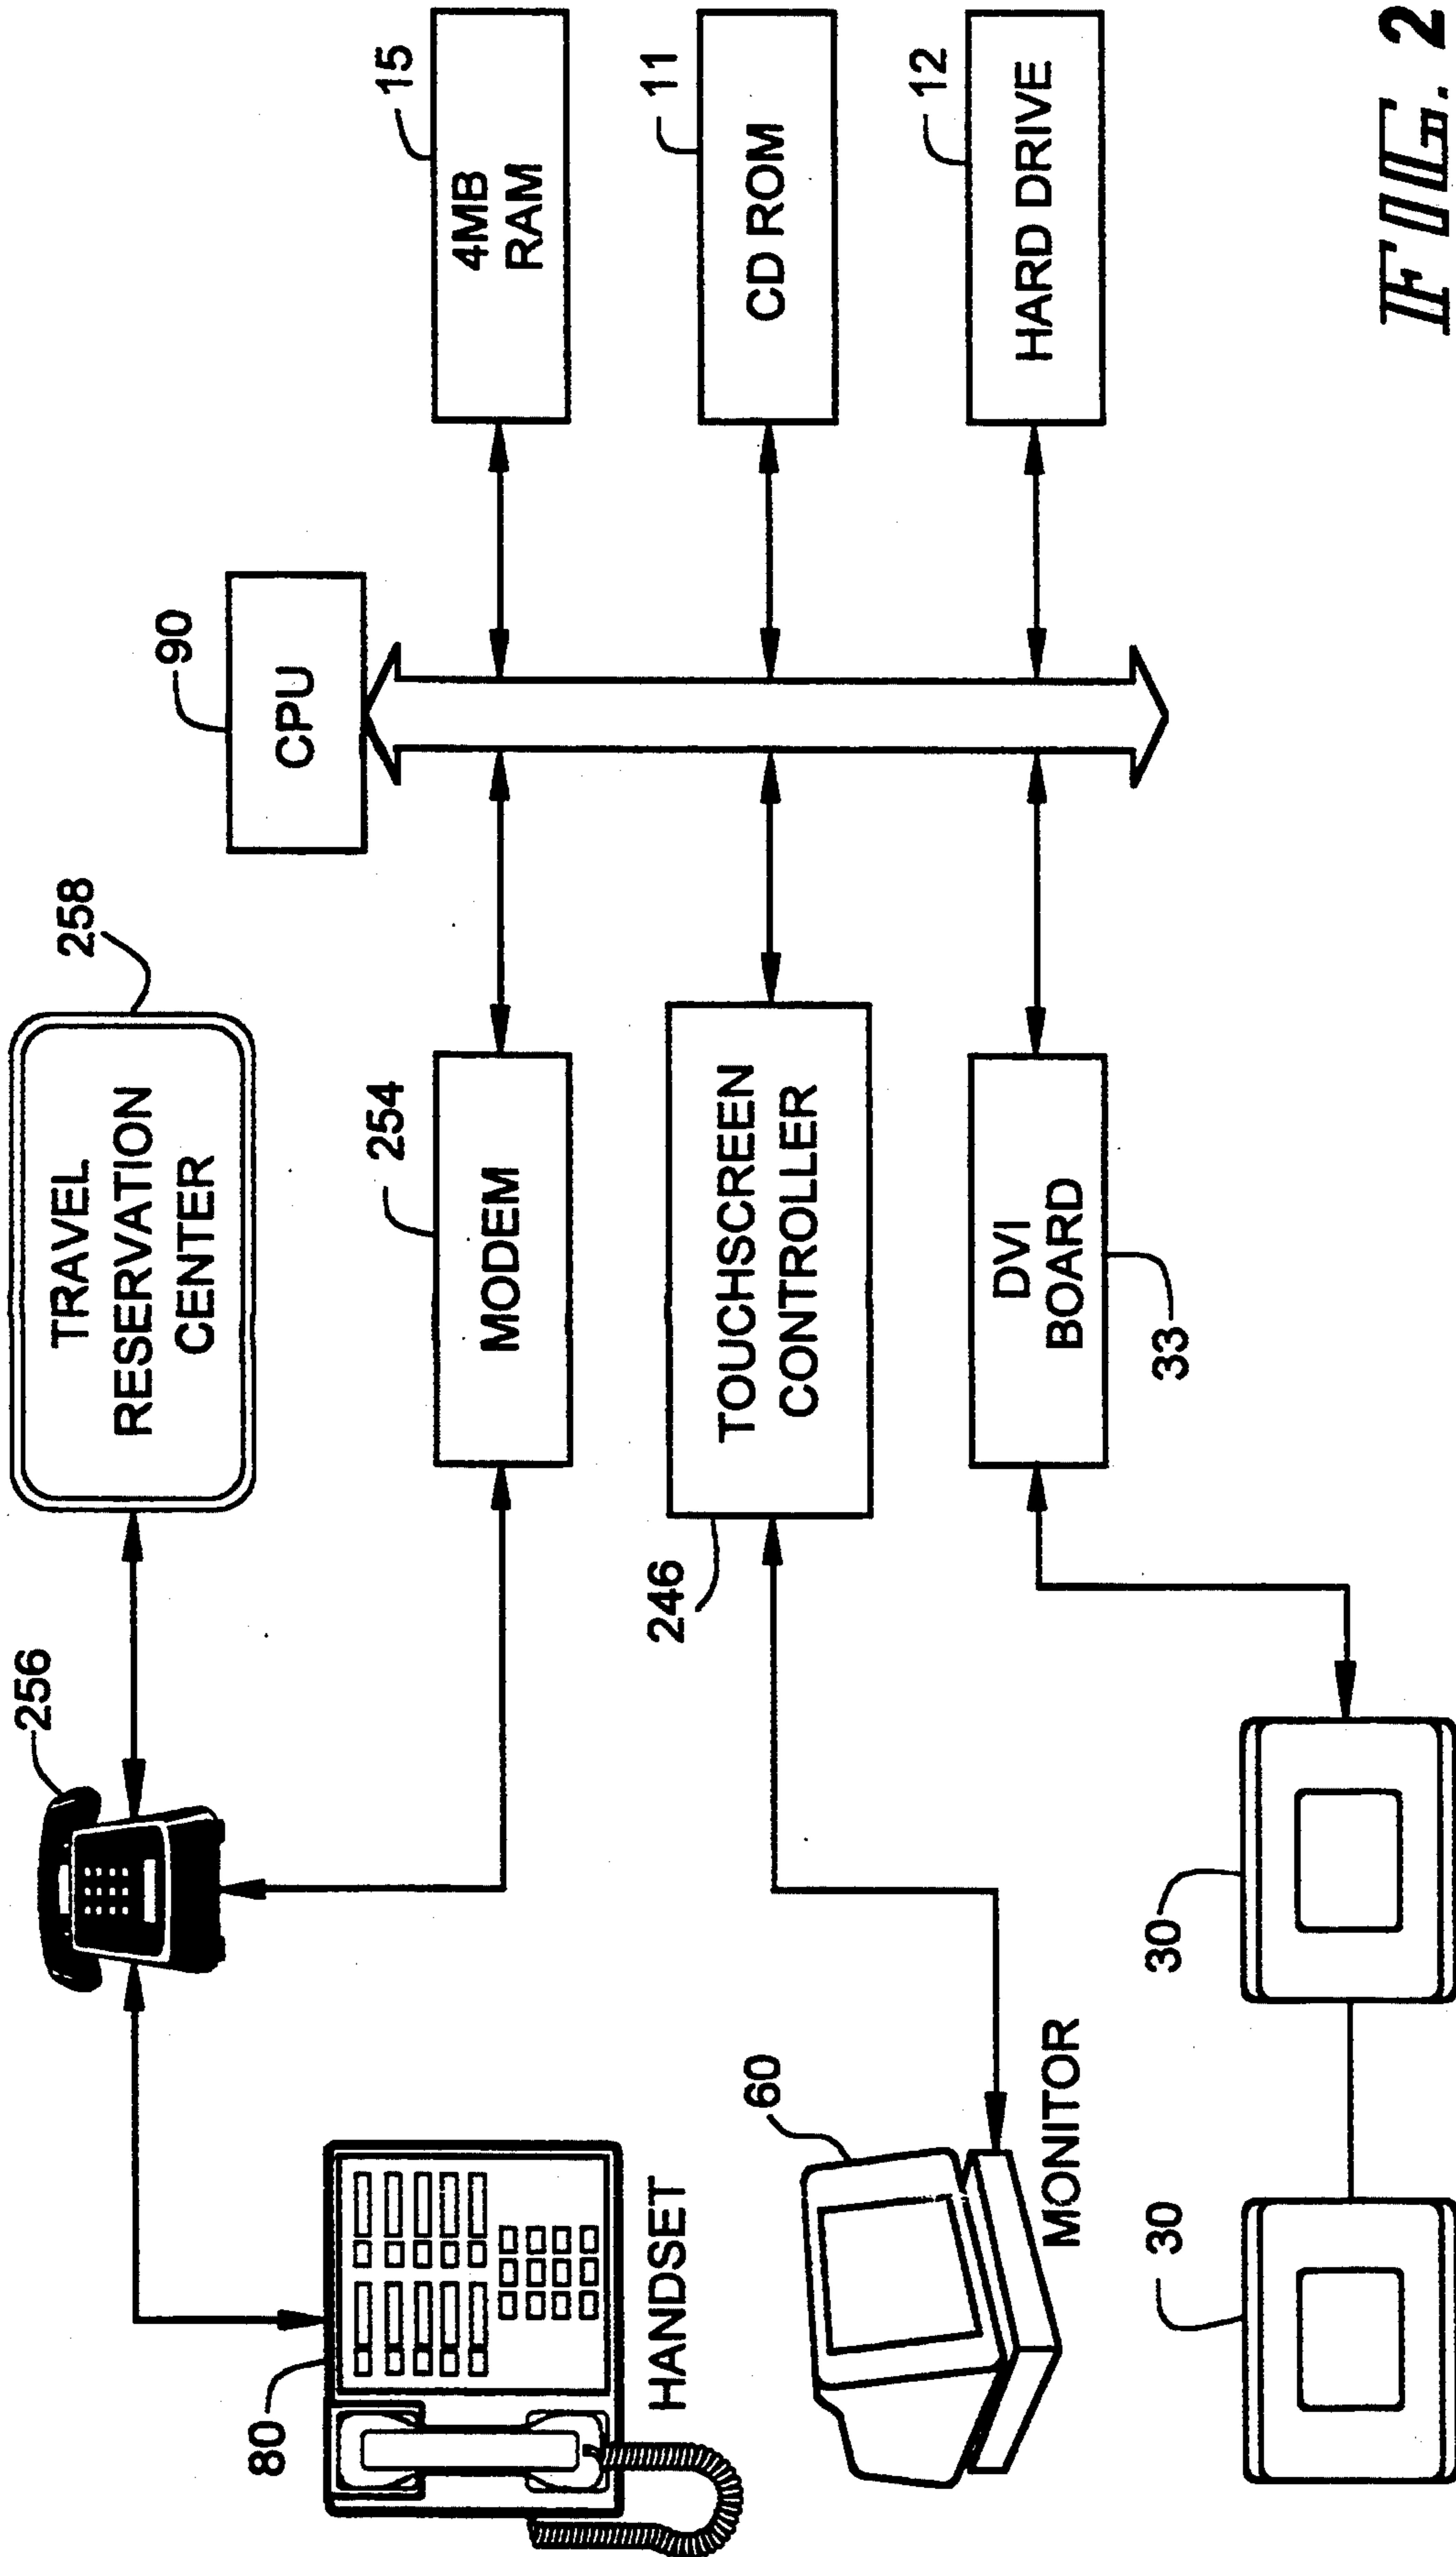 256
TRAVEL
RESERVATION
CENTER
258
90
CPU
80
HANDSET
254
MODEM
15
4MB
RAM
60
MONITOR
246
TOUCHSCREEN
CONTROLLER
11
CD ROM
30
30
DVI
BOARD
33
12
HARD DRIVE
FIG. 2